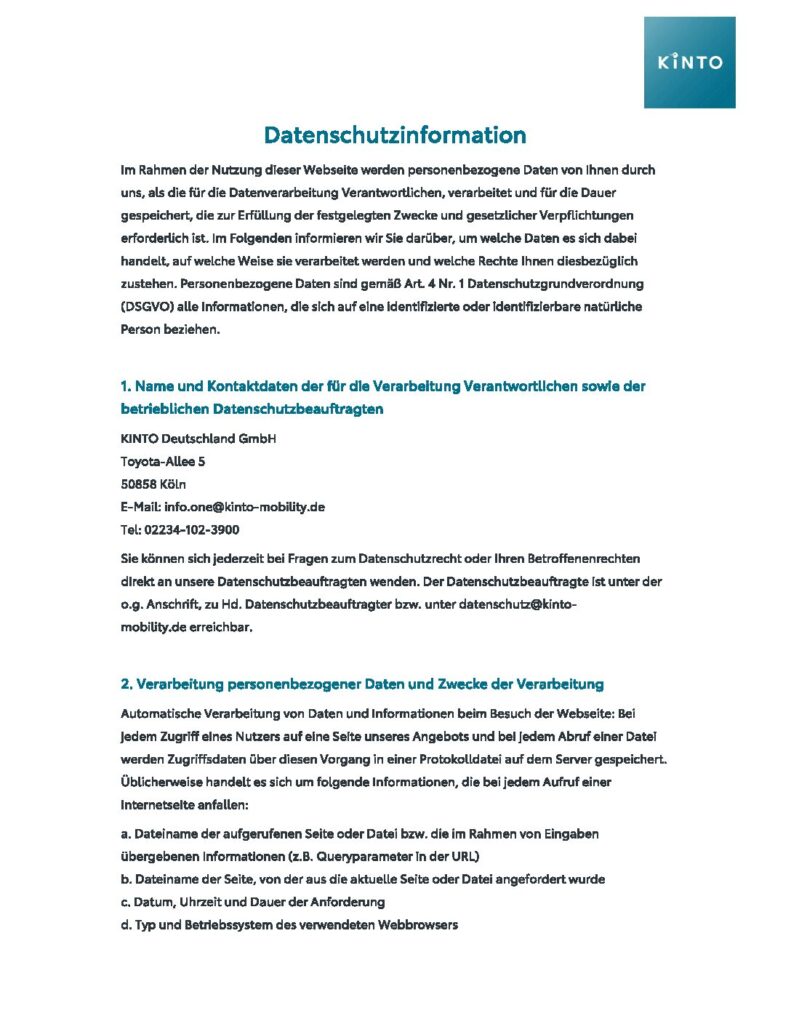 KINTO
Datenschutzinformation
Im Rahmen der Nutzung dieser Webseite werden personenbezogene Daten von Ihnen durch
uns, als die für die Datenverarbeitung Verantwortlichen, verarbeitet und für die Dauer
gespeichert, die zur Erfüllung der festgelegten Zwecke und gesetzlicher Verpflichtungen
erforderlich ist. Im Folgenden informieren wir Sie darüber, um welche Daten es sich dabei
handelt, auf welche Weise sie verarbeitet werden und welche Rechte Ihnen diesbezüglich
zustehen. Personenbezogene Daten sind gemäß Art. 4 Nr. 1 Datenschutzgrundverordnung
(DSGVO) alle Informationen, die sich auf eine identifizierte oder identifizierbare natürliche
Person beziehen.
1. Name und Kontaktdaten der für die Verarbeitung Verantwortlichen sowie der
betrieblichen Datenschutzbeauftragten
KINTO Deutschland GmbH
Toyota-Allee 5
50858 Köln
E-Mail: info.one@kinto-mobility.de
Tel: 02234-102-3900
Sie können sich jederzeit bei Fragen zum Datenschutzrecht oder Ihren Betroffenenrechten
direkt an unsere Datenschutzbeauftragten wenden. Der Datenschutzbeauftragte ist unter der
o.g. Anschrift, zu Hd. Datenschutzbeauftragter bzw. unter datenschutz@kinto-
mobility.de erreichbar.
2. Verarbeitung personenbezogener Daten und Zwecke der Verarbeitung
Automatische Verarbeitung von Daten und Informationen beim Besuch der Webseite: Bei
jedem Zugriff eines Nutzers auf eine Seite unseres Angebots und bei jedem Abruf einer Datei
werden Zugriffsdaten über diesen Vorgang in einer Protokolldatei auf dem Server gespeichert.
Üblicherweise handelt es sich um folgende Informationen, die bei jedem Aufruf einer
Internetseite anfallen:
a. Dateiname der aufgerufenen Seite oder Datei bzw. die im Rahmen von Eingaben
übergebenen Informationen (z.B. Queryparameter in der URL)
b. Dateiname der Seite, von der aus die aktuelle Seite oder Datei angefordert wurde
c. Datum, Uhrzeit und Dauer der Anforderung
d. Typ und Betriebssystem des verwendeten Webbrowsers